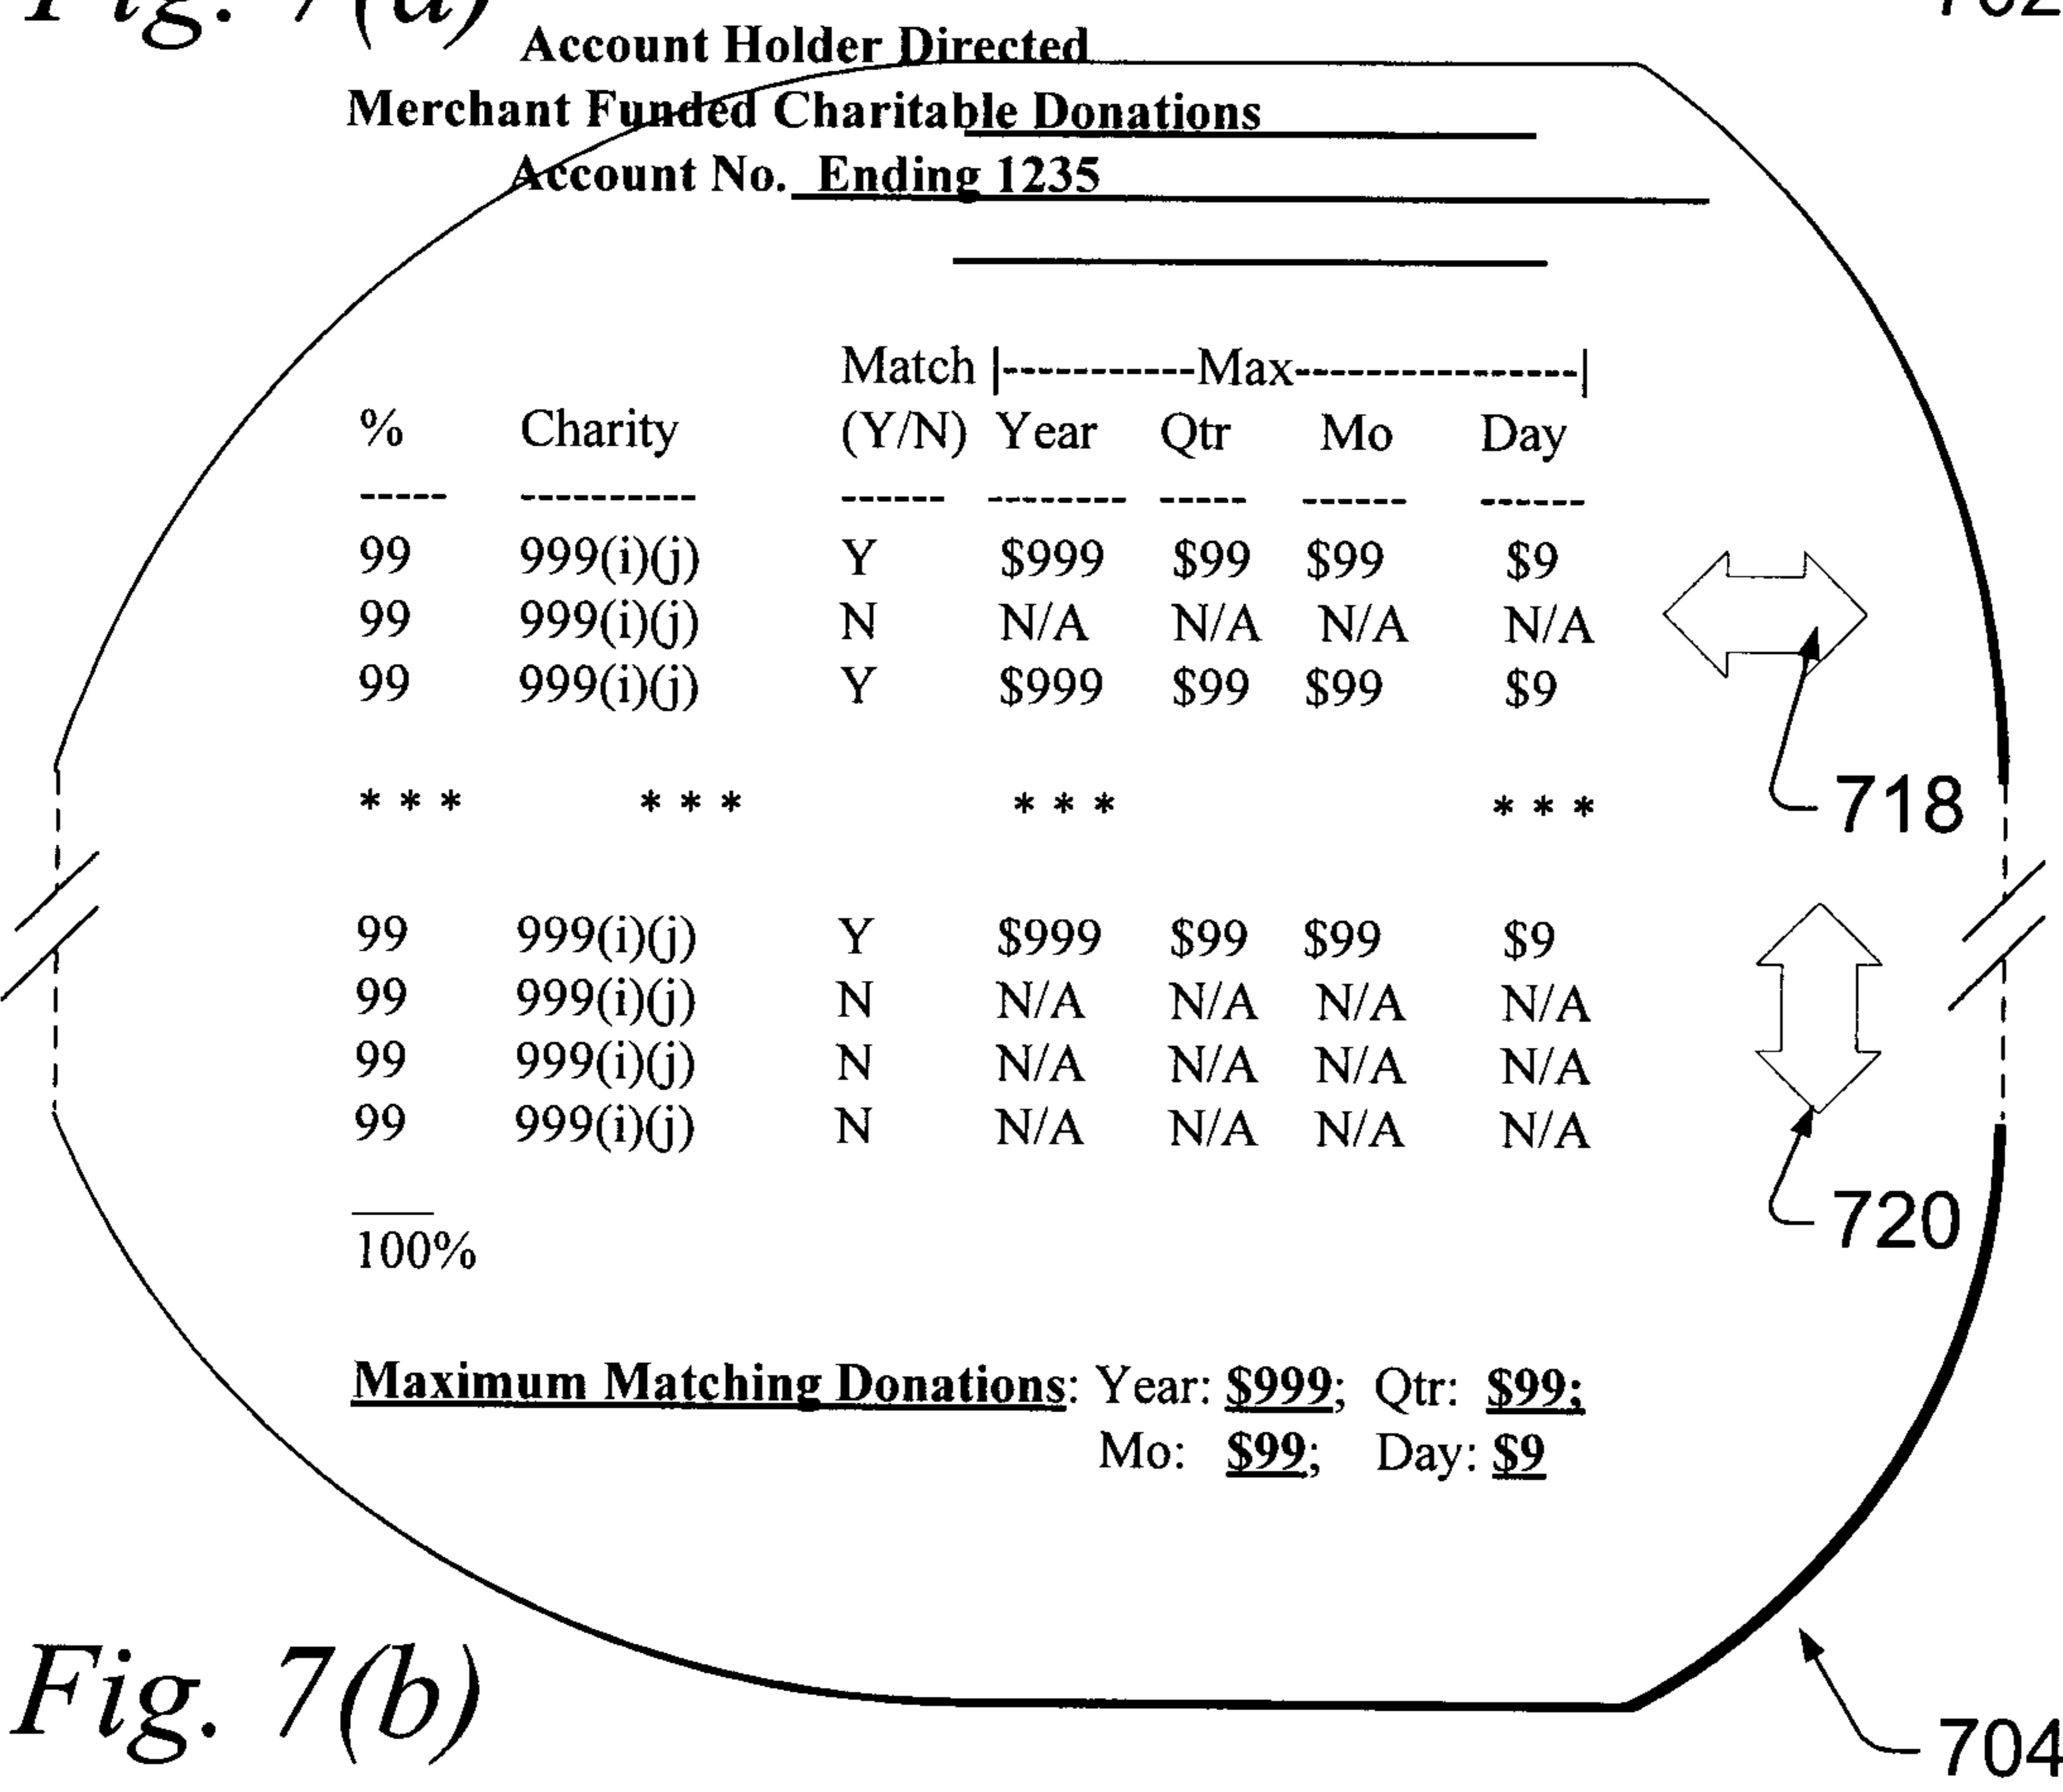 Fig. 7(a)
702
Account Holder Directed
Merchant Funded Charitable Donations
Account No. Ending 1235
Match |-----------Max----------------|
% Charity (Y/N) Year Qtr Mo Day
----- ---------- ------ -------- ----- ------ ------
99 999(i)(j) Y $999 $99 $99 $9
99 999(i)(j) N N/A N/A N/A N/A
99 999(i)(j) Y $999 $99 $99 $9
718
* * * * * * * * * * * *
99 999(i)(j) Y $999 $99 $99 $9
99 999(i)(j) N N/A N/A N/A N/A
99 999(i)(j) N N/A N/A N/A N/A
99 999(i)(j) N N/A N/A N/A N/A
720
100%
Maximum Matching Donations: Year: $999; Qtr: $99;
Mo: $99; Day: $9
Fig. 7(b)
704